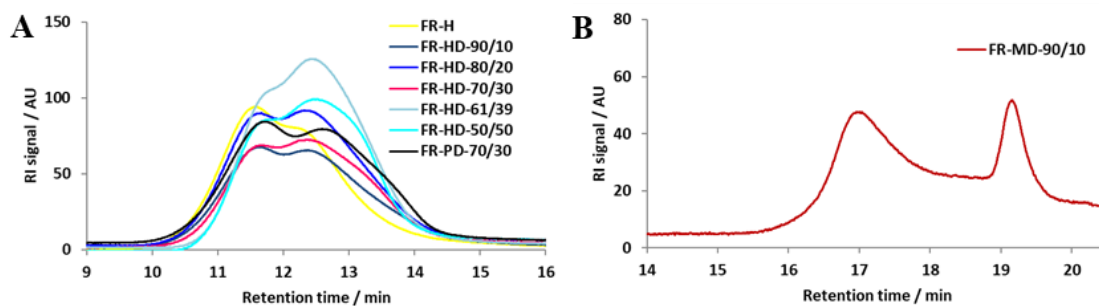 A
RI signal / AU
150
100
50
0
9 10 11 12 13 14 15 16
Retention time / min
FR-H
FR-HD-90/10
FR-HD-80/20
FR-HD-70/30
FR-HD-61/39
FR-HD-50/50
FR-PD-70/30
B
RI signal / AU
80
60
40
20
0
14 15 16 17 18 19 20
Retention time / min
FR-MD-90/10